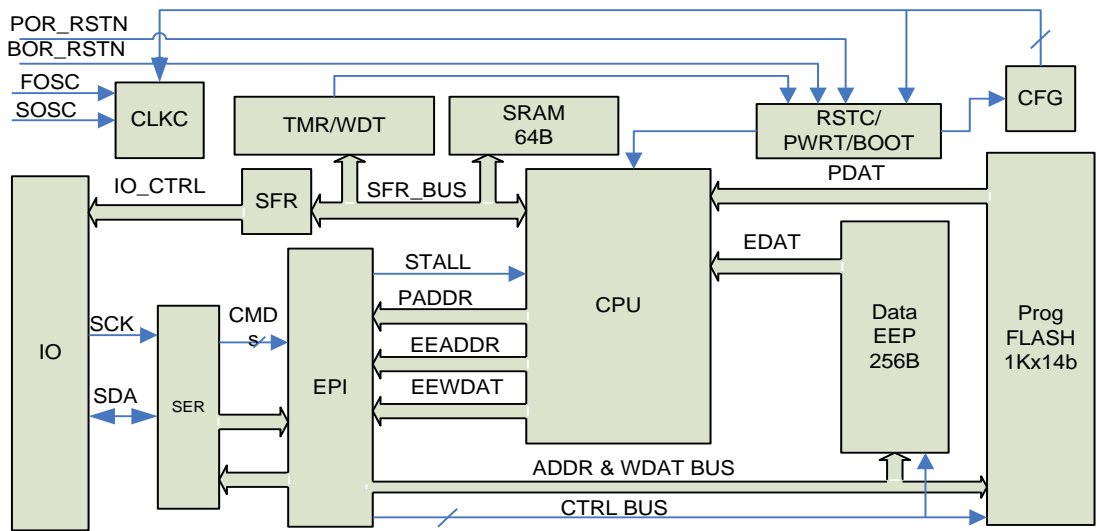 POR_RSTN
BOR_RSTN
FOSC
SOSC
CLKC
TMR/WDT
SRAM
64B
RSTC/
PWRT/BOOT
CFG
IO_CTRL
SFR
SFR_BUS
PDAT
EDAT
STALL
PADDR
EEADDR
EEWDAT
CPU
Data
EEP
256B
Prog
FLASH
1Kx14b
IO
SCK
SDA
SER
CMD
s
EPI
ADDR & WDAT BUS
CTRL BUS